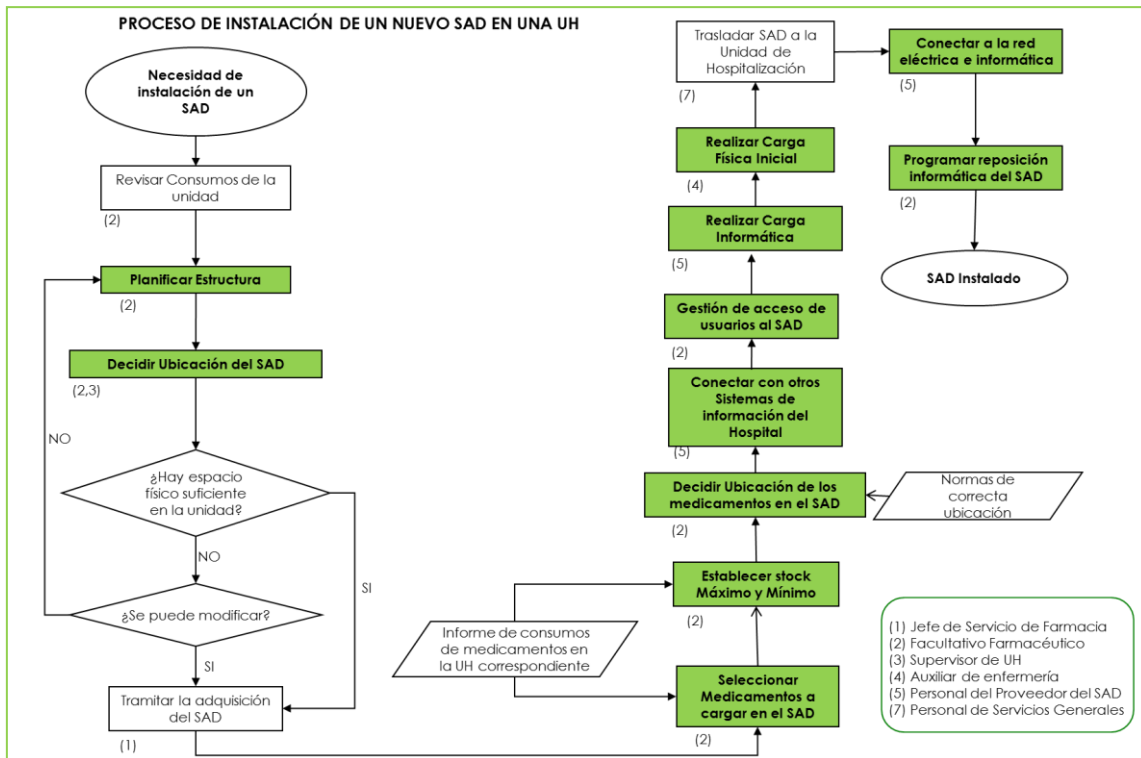 PROCESO DE INSTALACIÓN DE UN NUEVO SAD EN UNA UH
Necesidad de
instalación de un
SAD
Revisar Consumos de la
unidad
(2)
Planificar Estructura
(2)
Decidir Ubicación del SAD
(2,3)
NO
¿Hay espacio
físico suficiente
en la unidad?
NO
SI
¿Se puede modificar?
SI
Tramitar la adquisición
del SAD
(1)
Informe de consumos
de medicamentos en
la UH correspondiente
Seleccionar
Medicamentos a
cargar en el SAD
(2)
Establecer stock
Máximo y Mínimo
(2)
Decidir Ubicación de los
medicamentos en el SAD
(2)
Normas de
correcta
ubicación
Conectar con otros
Sistemas de
información del
Hospital
(5)
Gestión de acceso de
usuarios al SAD
(2)
Realizar Carga
Informática
(5)
Realizar Carga
Física Inicial
(4)
Trasladar SAD a la
Unidad de
Hospitalización
(7)
Conectar a la red
eléctrica e informática
(5)
Programar reposición
informática del SAD
(2)
SAD Instalado
(1) Jefe de Servicio de Farmacia
(2) Facultativo Farmacéutico
(3) Supervisor de UH
(4) Auxiliar de enfermería
(5) Personal del Proveedor del SAD
(7) Personal de Servicios Generales